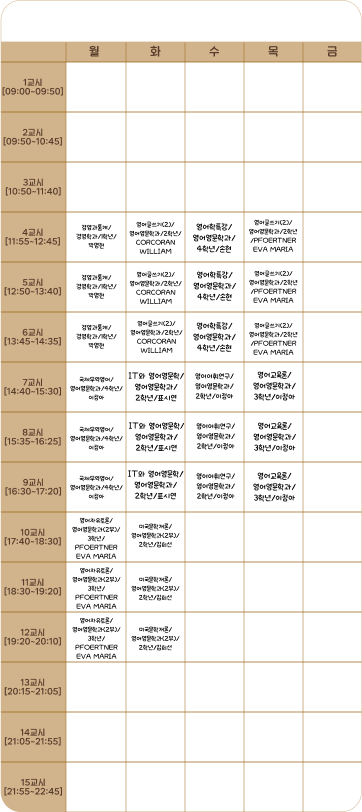 월 화 수 목 금
1교시
[09:00~09:50]
2교시
[09:50~10:45]
3교시
[10:50~11:40]
4교시
[11:55~12:45]
경영과통계/
경영학과/1학년/
박명현
영어글쓰기(2)/
영어영문학과/2학년/
CORCORAN
WILLIAM
영어학특강/
영어영문학과/
4학년/손현
영어글쓰기(2)/
영어영문학과/2학년
/PFOERTNER
EVA MARIA
5교시
[12:50~13:40]
경영과통계/
경영학과/1학년/
박명현
영어글쓰기(2)/
영어영문학과/2학년/
CORCORAN
WILLIAM
영어학특강/
영어영문학과/
4학년/손현
영어글쓰기(2)/
영어영문학과/2학년
/PFOERTNER
EVA MARIA
6교시
[13:45~14:35]
경영과통계/
경영학과/1학년/
박명현
영어글쓰기(2)/
영어영문학과/2학년/
CORCORAN
WILLIAM
영어학특강/
영어영문학과/
4학년/손현
영어글쓰기(2)/
영어영문학과/2학년
/PFOERTNER
EVA MARIA
7교시
[14:40~15:30]
국제무역영어/
영어영문학과/4학년/
이중아
IT와 영어영문학/
영어영문학과/
2학년/표시연
영어어휘연구/
영어영문학과/
2학년/이창아
영어교육론/
영어영문학과/
3학년/이창아
8교시
[15:35~16:25]
국제무역영어/
영어영문학과/4학년/
이중아
IT와 영어영문학/
영어영문학과/
2학년/표시연
영어어휘연구/
영어영문학과/
2학년/이창아
영어교육론/
영어영문학과/
3학년/이창아
9교시
[16:30~17:20]
국제무역영어/
영어영문학과/4학년/
이중아
IT와 영어영문학/
영어영문학과/
2학년/표시연
영어어휘연구/
영어영문학과/
2학년/이창아
영어교육론/
영어영문학과/
3학년/이창아
10교시
[17:40~18:30]
영어자유토론/
영어영문학과(2부)/
3학년/
PFOERTNER
EVA MARIA
미국문학개론/
영어영문학과(2부)/
2학년/김희선
11교시
[18:30~19:20]
영어자유토론/
영어영문학과(2부)/
3학년/
PFOERTNER
EVA MARIA
미국문학개론/
영어영문학과(2부)/
2학년/김희선
12교시
[19:20~20:10]
영어자유토론/
영어영문학과(2부)/
3학년/
PFOERTNER
EVA MARIA
미국문학개론/
영어영문학과(2부)/
2학년/김희선
13교시
[20:15~21:05]
14교시
[21:05~21:55]
15교시
[21:55~22:45]